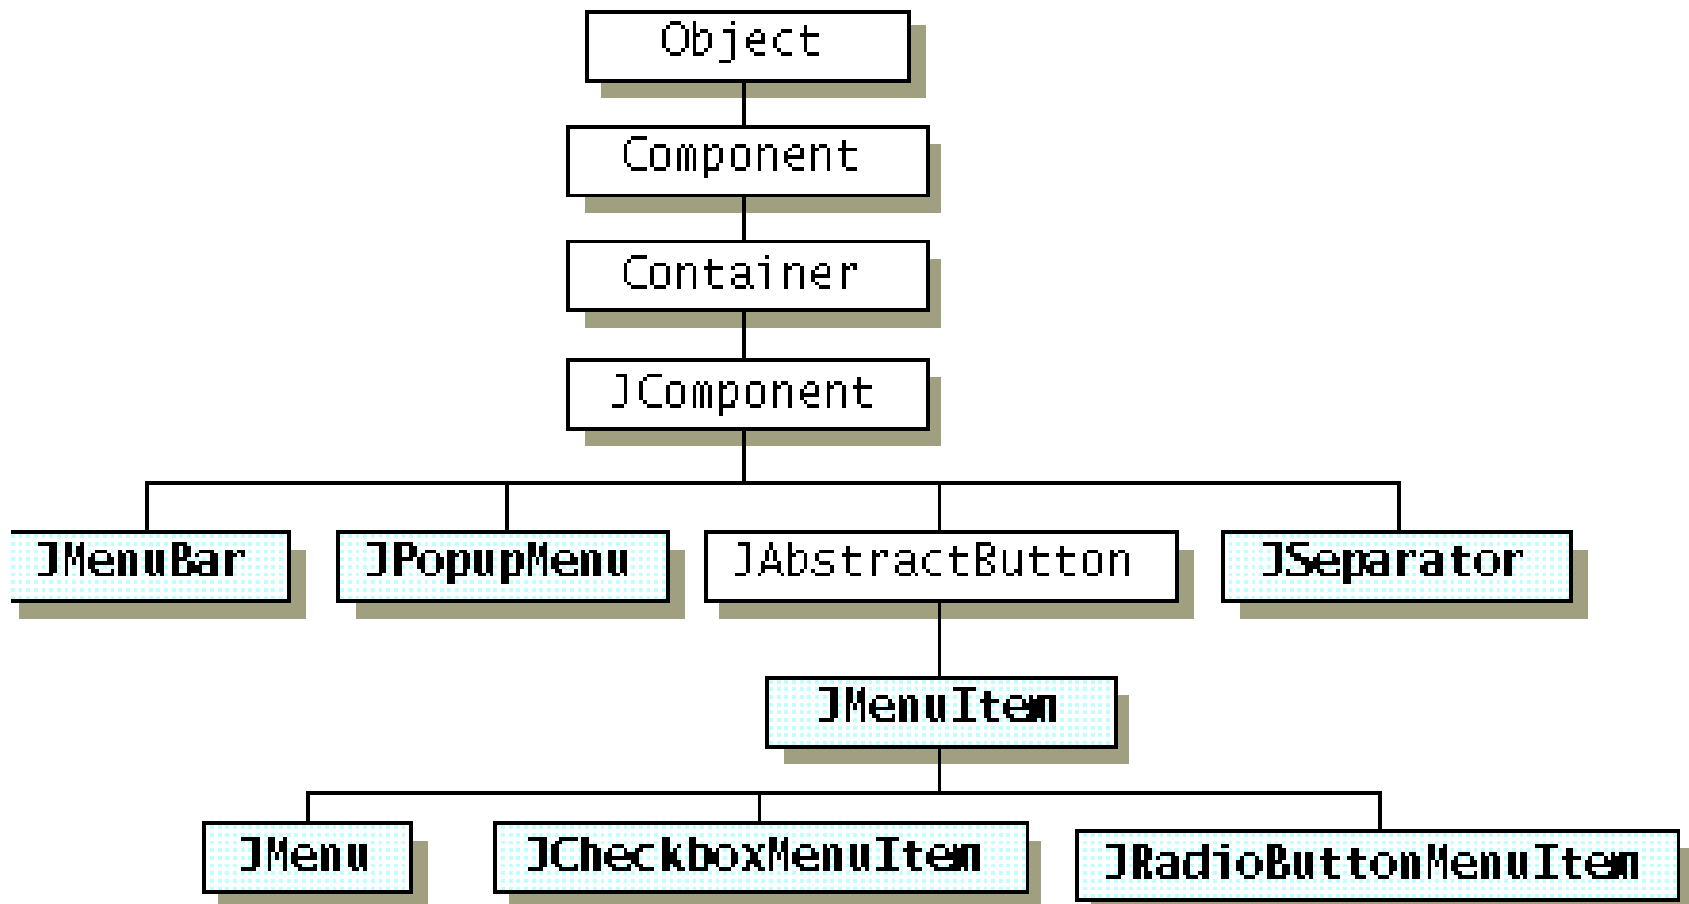 Object
Component
Container
JComponent
JMenuBar JPopupMenu JAbstractButton JSeparator
JMenuItem
JMenu JCheckboxMenuItem JRadioButtonMenuItem